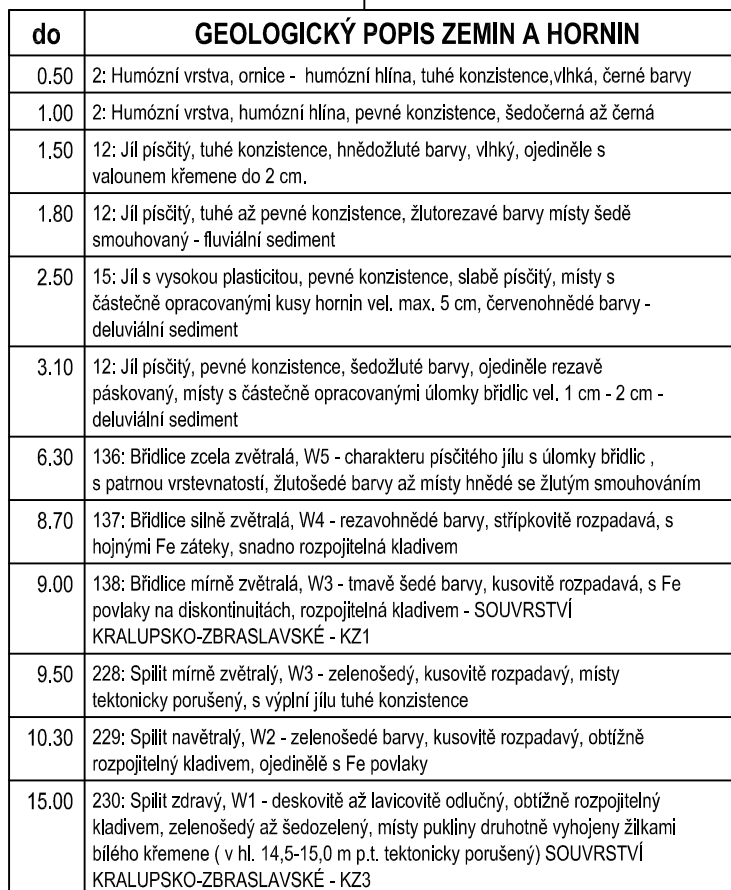 do GEOLOGICKÝ POPIS ZEMIN A HORNIN
0.50 2: Humózní vrstva, ornice - humózní hlína, tuhé konzistence,vlhká, černé barvy
1.00 2: Humózní vrstva, humózní hlína, pevné konzistence, šedočerná až černá
1.50 12: Jíl písčitý, tuhé konzistence, hnědožluté barvy, vlhký, ojediněle s
valounem křemene do 2 cm.
1.80 12: Jíl písčitý, tuhé až pevné konzistence, žlutorezavé barvy místy šedě
smouhovaný - fluviální sediment
2.50 15: Jíl s vysokou plasticitou, pevné konzistence, slabě písčitý, místy s
částečně opracovanými kusy hornin vel. max. 5 cm, červenohnědé barvy -
deluviální sediment
3.10 12: Jíl písčitý, pevné konzistence, šedožluté barvy, ojediněle rezavě
páskovaný, místy s částečně opracovanými úlomky břidlic vel. 1 cm - 2 cm -
deluviální sediment
6.30 136: Břidlice zcela zvětralá, W5 - charakteru písčitého jílu s úlomky břidlic ,
s patrnou vrstevnatostí, žlutošedé barvy až místy hnědé se žlutým smouhováním
8.70 137: Břidlice silně zvětralá, W4 - rezavohnědé barvy, střípkovitě rozpadavá, s
hojnými Fe záteky, snadno rozpojitelná kladivem
9.00 138: Břidlice mírně zvětralá, W3 - tmavě šedé barvy, kusovitě rozpadavá, s Fe
povlaky na diskontinuitách, rozpojitelná kladivem - SOUVRSTVÍ
KRALUPSKO-ZBRASLAVSKÉ - KZ1
9.50 228: Spilit mírně zvětralý, W3 - zelenošedý, kusovitě rozpadavý, místy
tektonicky porušený, s výplní jílu tuhé konzistence
10.30 229: Spilit navětralý, W2 - zelenošedé barvy, kusovitě rozpadavý, obtížně
rozpojitelný kladivem, ojedinělě s Fe povlaky
15.00 230: Spilit zdravý, W1 - deskovitě až lavicovitě odlučný, obtížně rozpojitelný
kladivem, zelenošedý až šedozelený, místy pukliny druhotně vyhojeny žilkami
bílého křemene ( v hl. 14,5-15,0 m p.t. tektonicky porušený) SOUVRSTVÍ
KRALUPSKO-ZBRASLAVSKÉ - KZ3